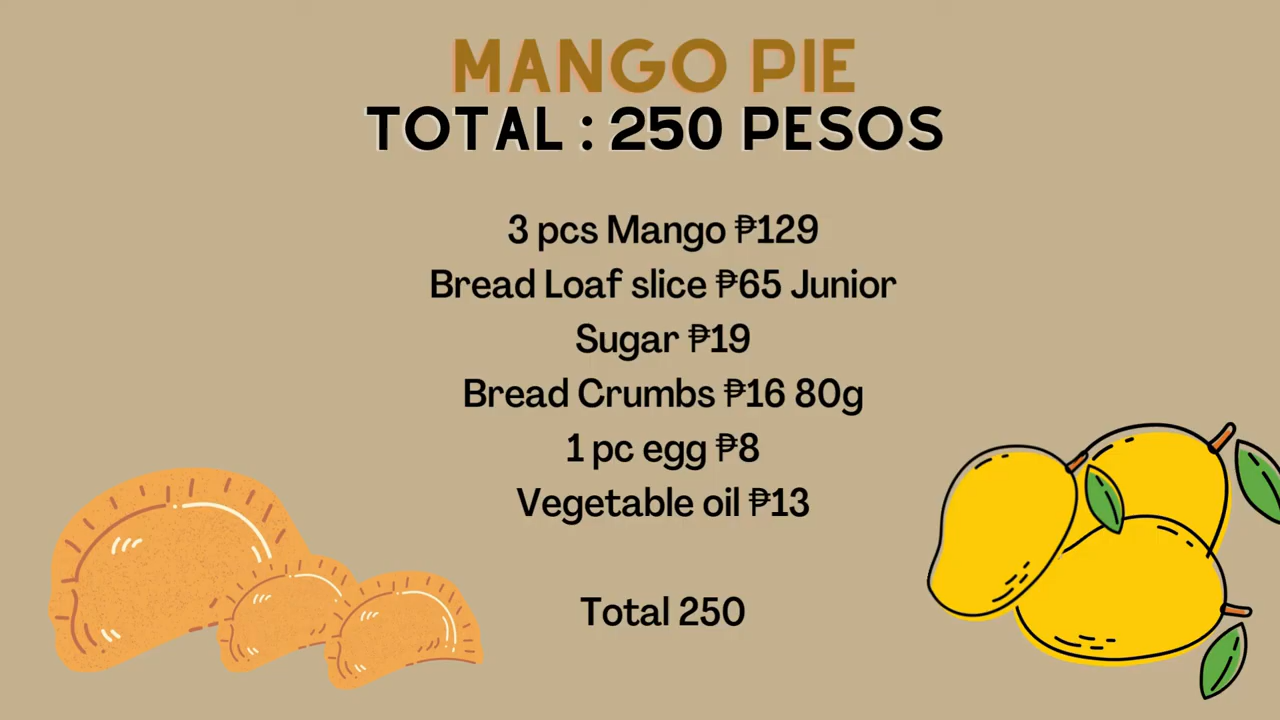 MANGO PIE
TOTAL : 250 PESOS
3 pcs Mango ₱129
Bread Loaf slice ₱65 Junior
Sugar ₱19
Bread Crumbs ₱16 80g
1 pc egg ₱8
Vegetable oil ₱13
Total 250